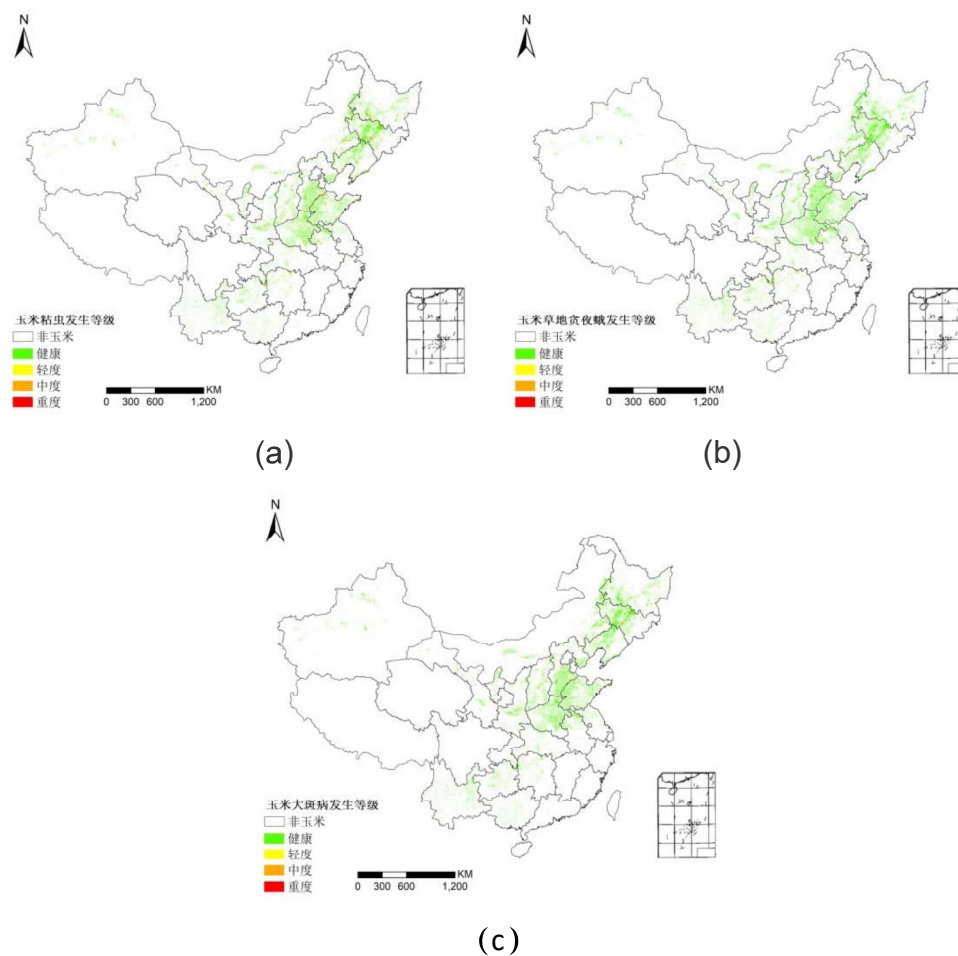 N
玉米粘虫发生等级
非玉米
健康
轻度
中度
重度
KM
0 300 600 1,200
(a)
N
玉米草地贪夜蛾发生等级
非玉米
健康
轻度
中度
重度
KM
0 300 600 1,200
(b)
N
玉米大斑病发生等级
非玉米
健康
轻度
中度
重度
KM
0 300 600 1,200
(c)